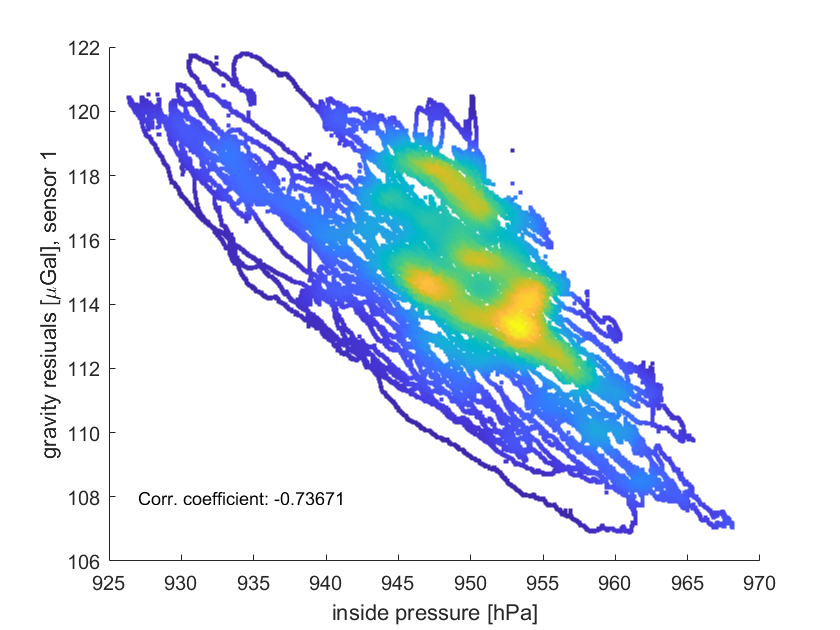 122
120
118
116
114
112
110
108
106
gravity resiuals [μGal], sensor 1
Corr. coefficient: -0.73671
925 930 935 940 945 950 955 960 965 970
inside pressure [hPa]